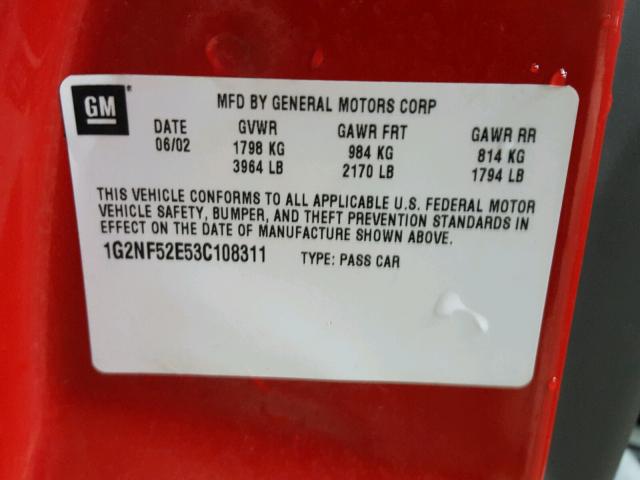 GM
MFD BY GENERAL MOTORS CORP
DATE GVWR GAWR FRT GAWR RR
06/02 1798 KG 984 KG 814 KG
3964 LB 2170 LB 1794 LB
THIS VEHICLE CONFORMS TO ALL APPLICABLE U.S. FEDERAL MOTOR
VEHICLE SAFETY, BUMPER, AND THEFT PREVENTION STANDARDS IN
EFFECT ON THE DATE OF MANUFACTURE SHOWN ABOVE.
1G2NF52E53C108311 TYPE: PASS CAR